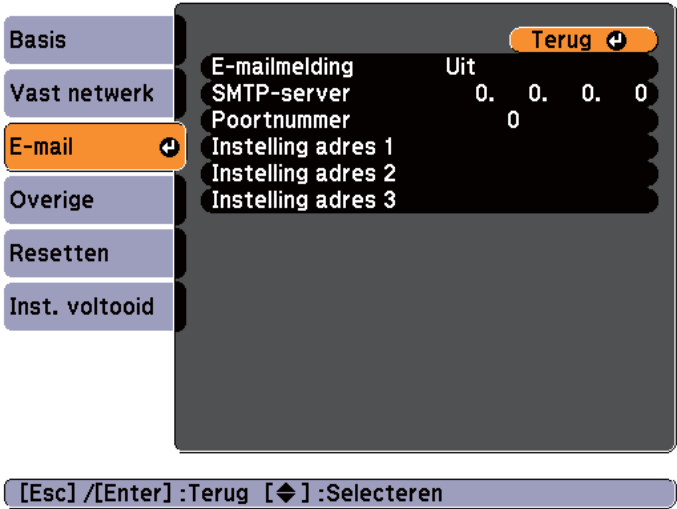 Basis
Vast netwerk
E-mail
Overige
Resetten
Inst. voltooid
Terug
E-mailmelding Uit
SMTP-server 0. 0. 0. 0
Poortnummer 0
Instelling adres 1
Instelling adres 2
Instelling adres 3
[Esc] /[Enter] :Terug [◆] :Selecteren